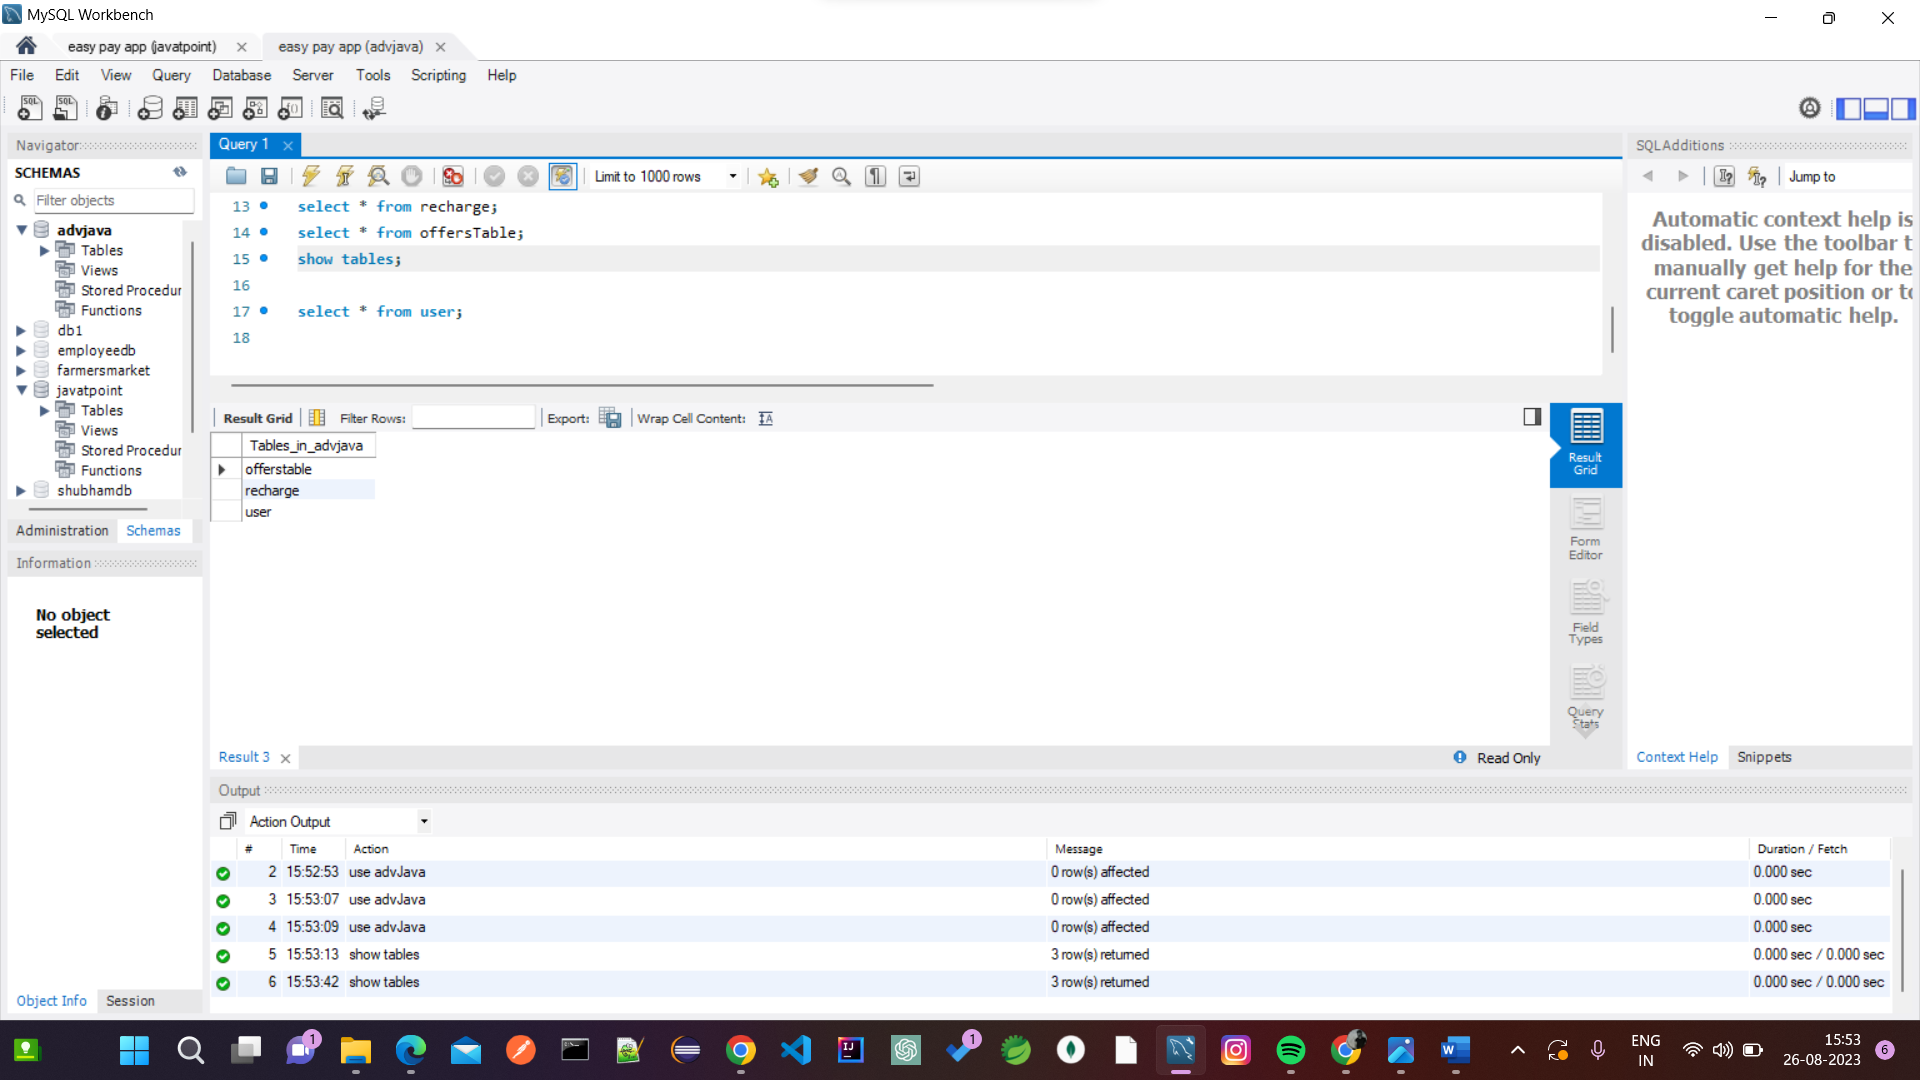 MySQL Workbench
easy pay app (javatpoint)
easy pay app (advjava)
File Edit View Query Database Server Tools Scripting Help
Navigator
Query 1
SQLAdditions
SCHEMAS
Limit to 1000 rows
Jump to
Filter objects
advjava
Tables
Views
Stored Procedur
Functions
db1
employeedb
farmersmarket
javatpoint
Tables
Views
Stored Procedur
Functions
shubhamdb
Administration Schemas
Information
No object
selected
Object Info Session
13 select * from recharge;
14 select * from offersTable;
15 show tables;
16
17 select * from user;
18
Result Grid Filter Rows: Export: Wrap Cell Content:
Tables_in_advjava
offerstable
recharge
user
Result
Grid
Form
Editor
Field
Types
Query
Stats
Result 3
Read Only
Automatic context help is
disabled. Use the toolbar t
manually get help for the
current caret position or to
toggle automatic help.
Context Help Snippets
Output
Action Output
# Time Action Message Duration / Fetch
2 15:52:53 use advJava 0 row(s) affected 0.000 sec
3 15:53:07 use advJava 0 row(s) affected 0.000 sec
4 15:53:09 use advJava 0 row(s) affected 0.000 sec
5 15:53:13 show tables 3 row(s) returned 0.000 sec / 0.000 sec
6 15:53:42 show tables 3 row(s) returned 0.000 sec / 0.000 sec
1
1
ENG
IN
15:53
26-08-2023
6